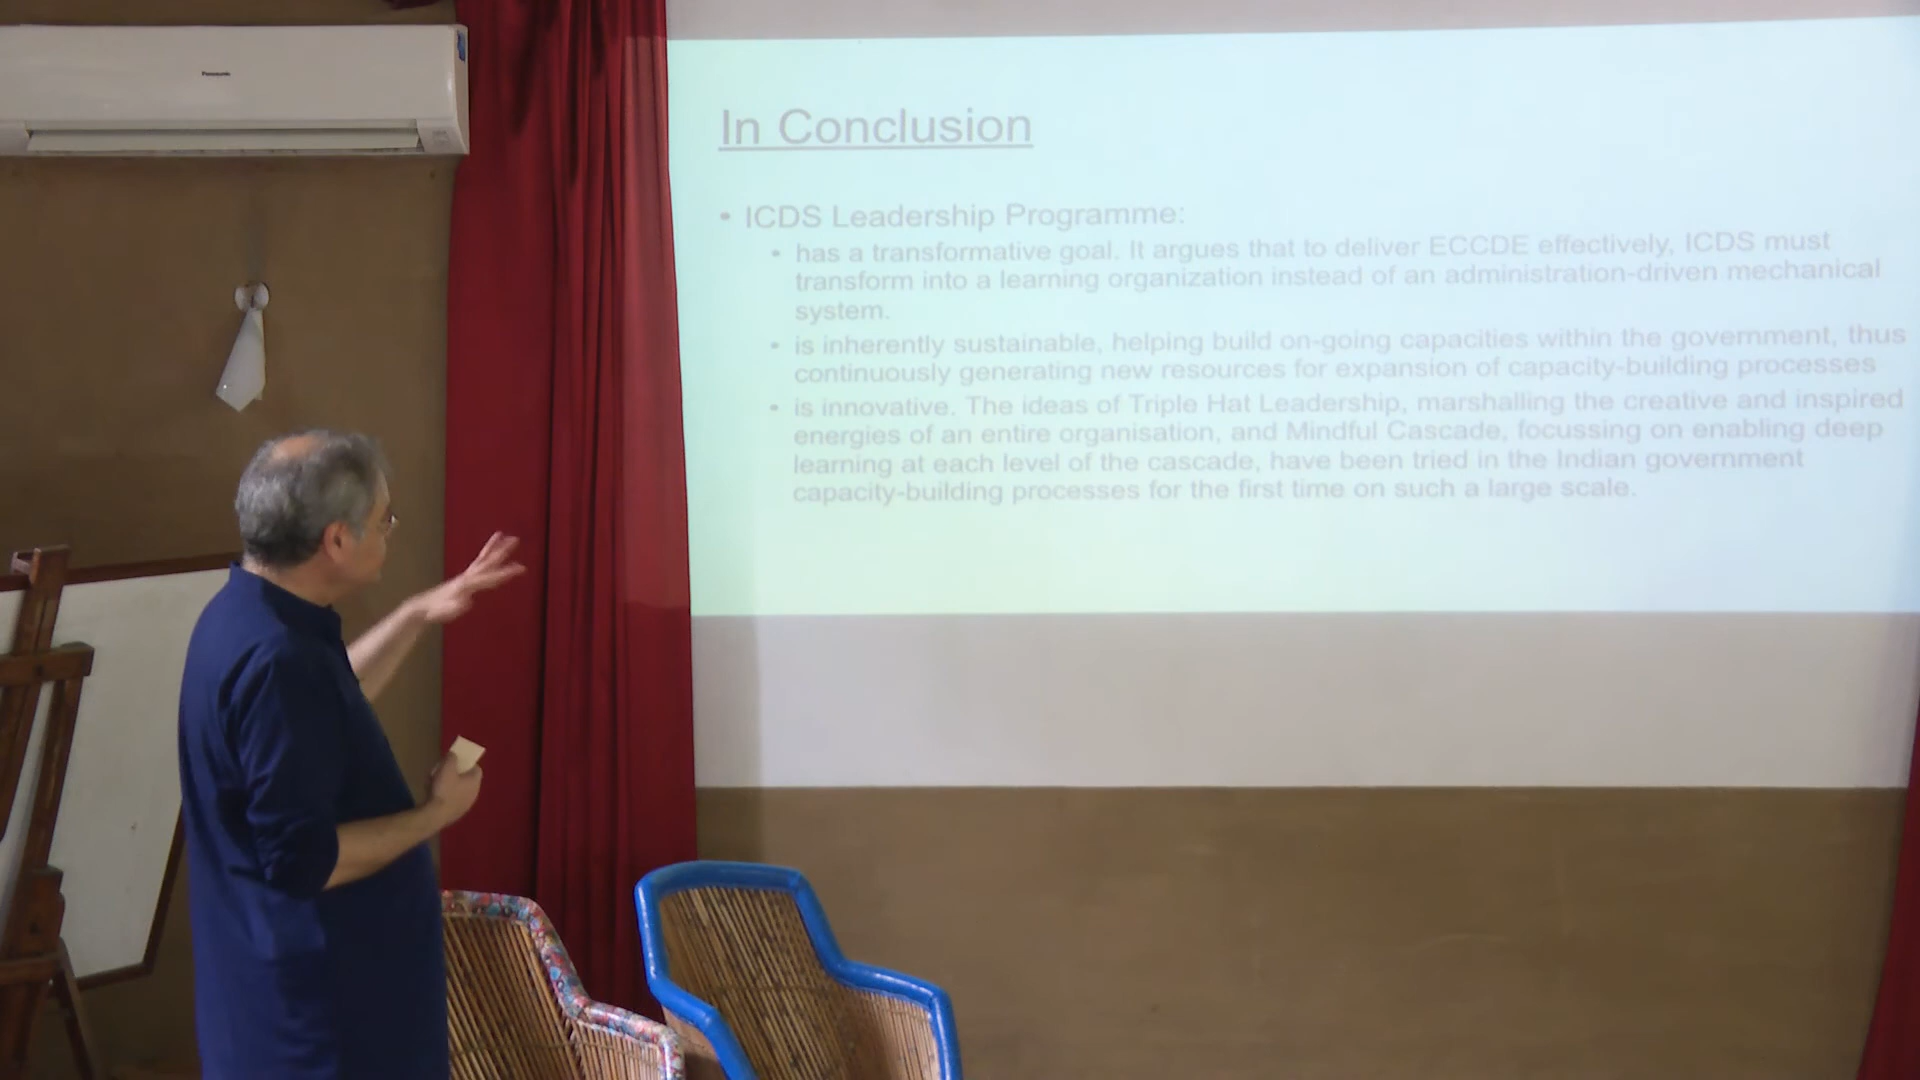 Panasonic
In Conclusion
• ICDS Leadership Programme:
• has a transformative goal. It argues that to deliver ECCDE effectively, ICDS must
transform into a learning organization instead of an administration-driven mechanical
system.
• is inherently sustainable, helping build on-going capacities within the government, thus
continuously generating new resources for expansion of capacity-building processes
• is innovative. The ideas of Triple Hat Leadership, marshalling the creative and inspired
energies of an entire organisation, and Mindful Cascade, focussing on enabling deep
learning at each level of the cascade, have been tried in the Indian government
capacity-building processes for the first time on such a large scale.